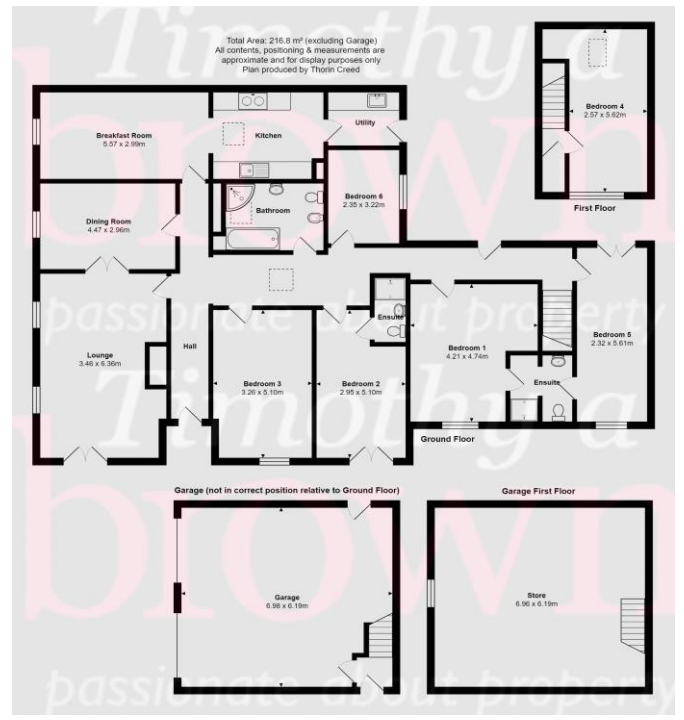 Timothy a
brown
passionate about property
Timothy a
brown
passionate about property
Total Area: 216.8 m² (excluding Garage)
All contents, positioning & measurements are
approximate and for display purposes only
Plan produced by Thorin Creed
Breakfast Room
5.57 x 2.99m
Kitchen
Utility
Bedroom 4
2.57 x 5.62m
First Floor
Dining Room
4.47 x 2.96m
Bathroom
Bedroom 6
2.35 x 3.22m
Lounge
3.46 x 6.36m
Hall
Bedroom 3
3.26 x 5.10m
Bedroom 2
2.95 x 5.10m
Ensuite
Bedroom 1
4.21 x 4.74m
Ensuite
Bedroom 5
2.32 x 5.61m
Ground Floor
Garage (not in correct position relative to Ground Floor)
Garage
6.98 x 6.19m
Garage First Floor
Store
6.96 x 6.19m